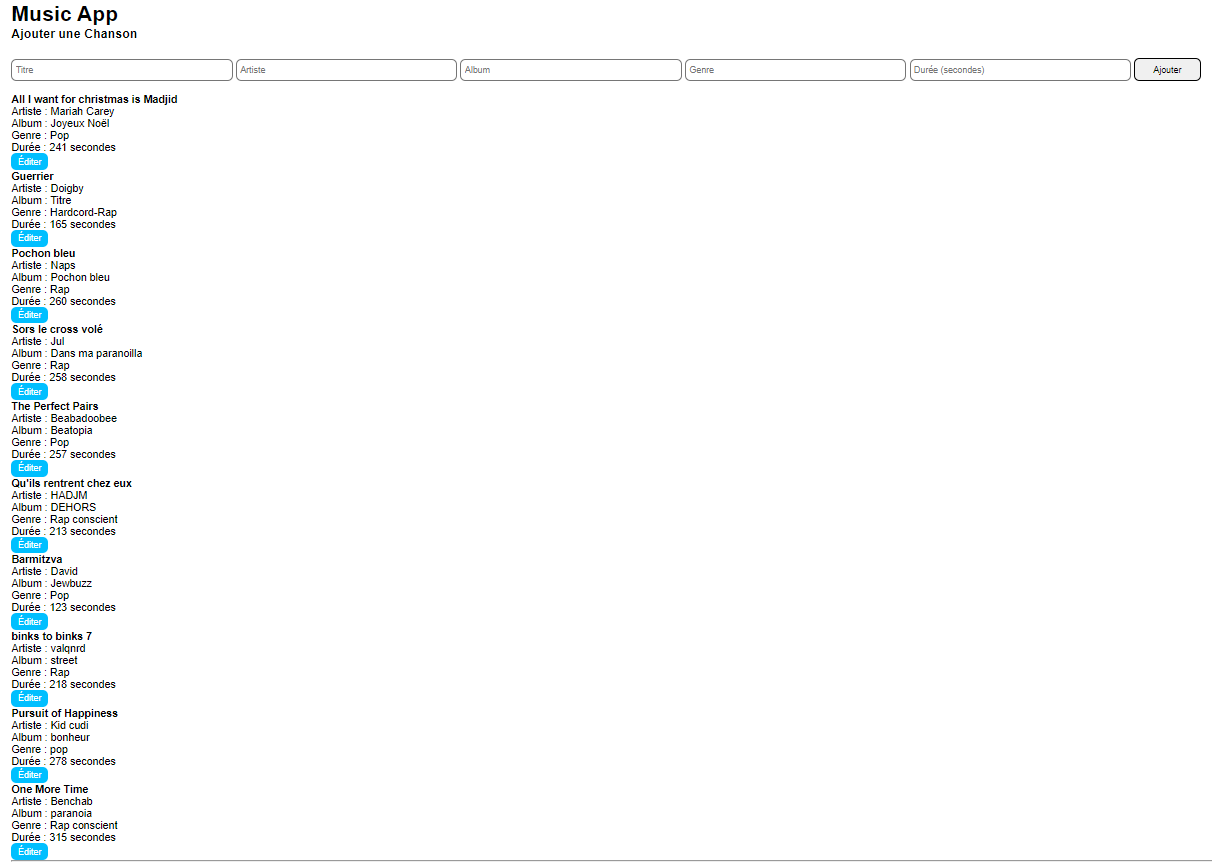 Music App
Ajouter une Chanson
Titre Artiste Album Genre Durée (secondes) Ajouter
All I want for christmas is Madjid
Artiste : Mariah Carey
Album : Joyeux Noël
Genre : Pop
Durée : 241 secondes
Éditer
Guerrier
Artiste : Doigby
Album : Titre
Genre : Hardcord-Rap
Durée : 165 secondes
Éditer
Pochon bleu
Artiste : Naps
Album : Pochon bleu
Genre : Rap
Durée : 260 secondes
Éditer
Sors le cross volé
Artiste : Jul
Album : Dans ma paranoilla
Genre : Rap
Durée : 258 secondes
Éditer
The Perfect Pairs
Artiste : Beabadoobee
Album : Beatopia
Genre : Pop
Durée : 257 secondes
Éditer
Qu'ils rentrent chez eux
Artiste : HADJM
Album : DEHORS
Genre : Rap conscient
Durée : 213 secondes
Éditer
Barmitzva
Artiste : David
Album : Jewbuzz
Genre : Pop
Durée : 123 secondes
Éditer
binks to binks 7
Artiste : valqnrd
Album : street
Genre : Rap
Durée : 218 secondes
Éditer
Pursuit of Happiness
Artiste : Kid cudi
Album : bonheur
Genre : pop
Durée : 278 secondes
Éditer
One More Time
Artiste : Benchab
Album : paranoia
Genre : Rap conscient
Durée : 315 secondes
Éditer